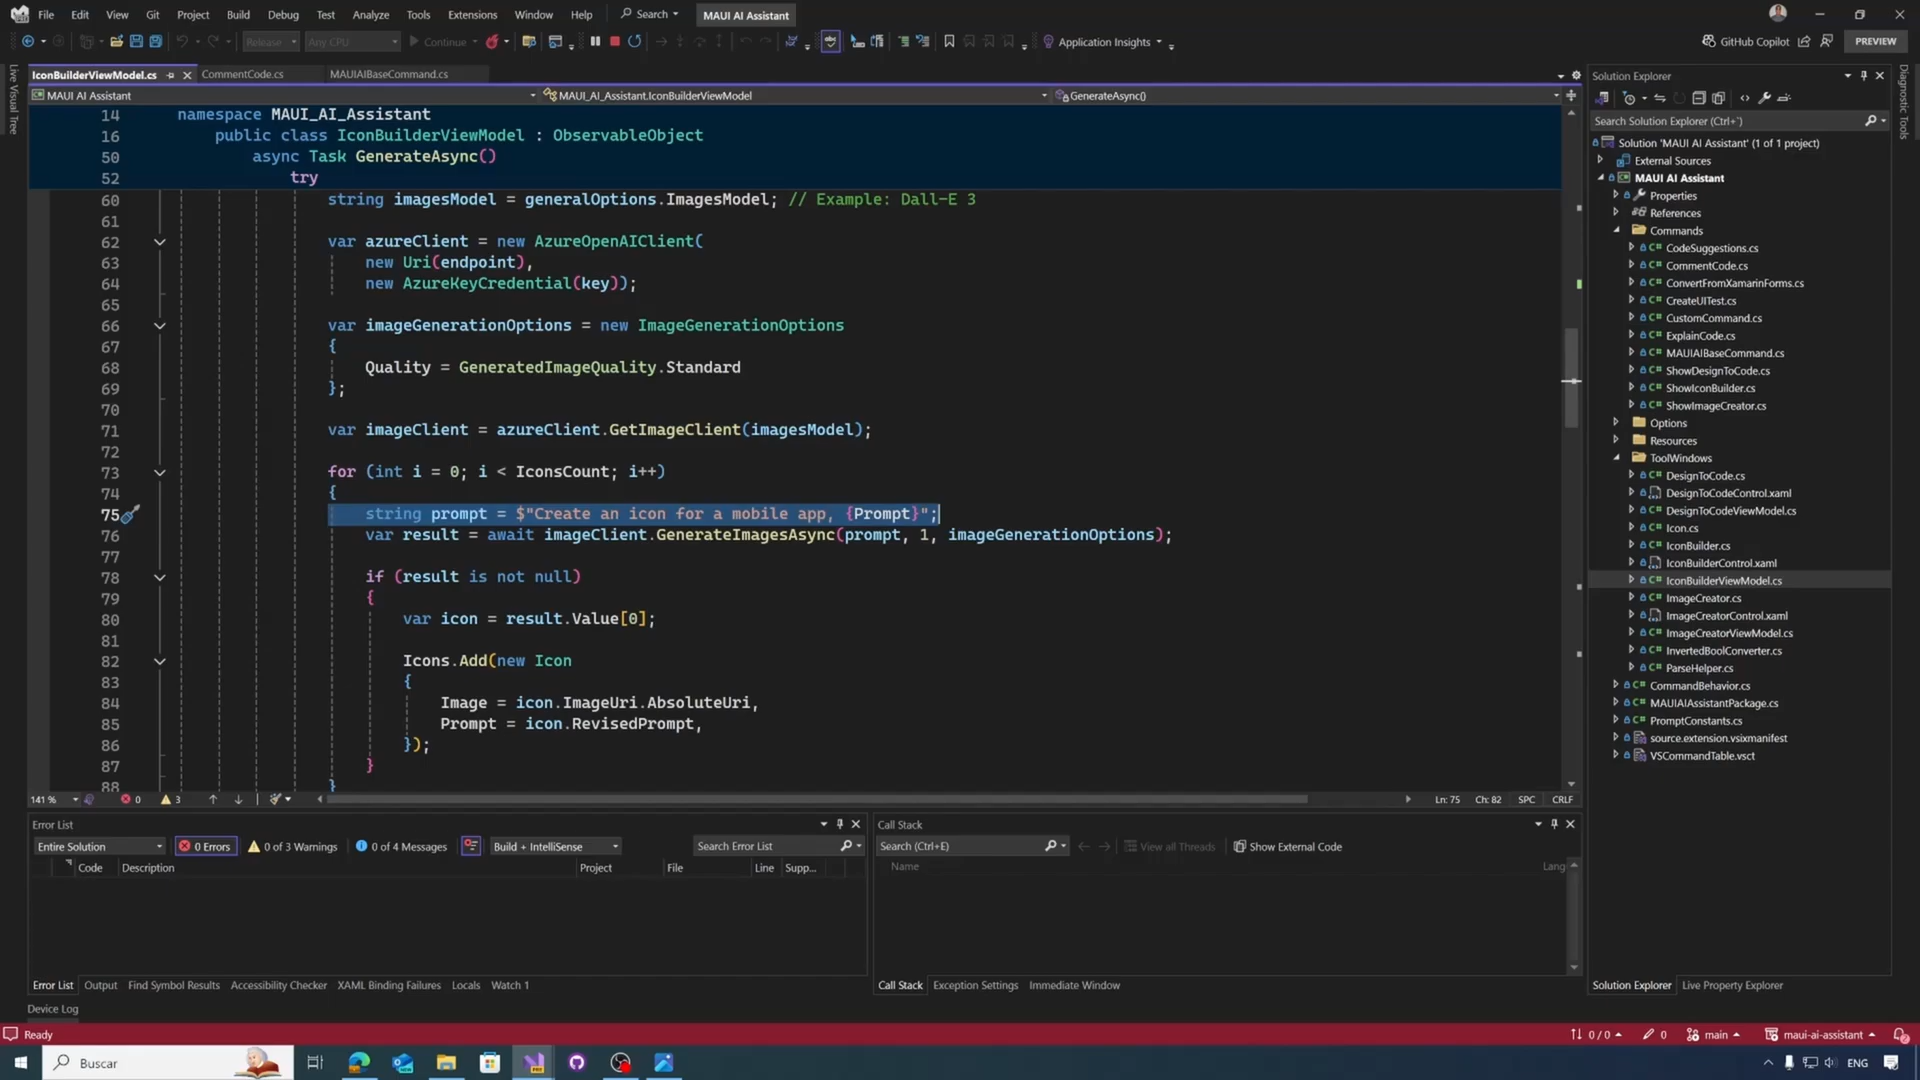 File Edit View Git Project Build Debug Test Analyze Tools Extensions Window Help Search MAUI AI Assistant
Release Any CPU Continue Application Insights GitHub Copilot PREVIEW
Live Visual Tree
IconBuilderViewModel.cs CommentCode.cs MAUIAIBaseCommand.cs
MAUI AI Assistant MAUI_AI_Assistant.IconBuilderViewModel GenerateAsync()
14 namespace MAUI_AI_Assistant
16 public class IconBuilderViewModel : ObservableObject
50 async Task GenerateAsync()
52 try
60 string imagesModel = generalOptions.ImagesModel; // Example: Dall-E 3
61
62 var azureClient = new AzureOpenAIClient(
63 new Uri(endpoint),
64 new AzureKeyCredential(key));
65
66 var imageGenerationOptions = new ImageGenerationOptions
67 {
68 Quality = GeneratedImageQuality.Standard
69 };
70
71 var imageClient = azureClient.GetImageClient(imagesModel);
72
73 for (int i = 0; i < IconsCount; i++)
74 {
75 string prompt = $"Create an icon for a mobile app, {Prompt}";
76 var result = await imageClient.GenerateImagesAsync(prompt, 1, imageGenerationOptions);
77
78 if (result is not null)
79 {
80 var icon = result.Value[0];
81
82 Icons.Add(new Icon
83 {
84 Image = icon.ImageUri.AbsoluteUri,
85 Prompt = icon.RevisedPrompt,
86 });
87 }
88 }
141 % 0 3 Ln: 75 Ch: 82 SPC CRLF
Error List
Entire Solution 0 Errors 0 of 3 Warnings 0 of 4 Messages Build + IntelliSense Search Error List
Code Description Project File Line Supp...
Error List Output Find Symbol Results Accessibility Checker XAML Binding Failures Locals Watch 1
Call Stack
Search (Ctrl+E) View all Threads Show External Code
Name Lang
Call Stack Exception Settings Immediate Window
Solution Explorer
Search Solution Explorer (Ctrl+¨)
Solution 'MAUI AI Assistant' (1 of 1 project)
External Sources
MAUI AI Assistant
Properties
References
Commands
CodeSuggestions.cs
CommentCode.cs
ConvertFromXamarinForms.cs
CreateUITest.cs
CustomCommand.cs
ExplainCode.cs
MAUIAIBaseCommand.cs
ShowDesignToCode.cs
ShowIconBuilder.cs
ShowImageCreator.cs
Options
Resources
ToolWindows
DesignToCode.cs
DesignToCodeControl.xaml
DesignToCodeViewModel.cs
Icon.cs
IconBuilder.cs
IconBuilderControl.xaml
IconBuilderViewModel.cs
ImageCreator.cs
ImageCreatorControl.xaml
ImageCreatorViewModel.cs
InvertedBoolConverter.cs
ParseHelper.cs
CommandBehavior.cs
MAUIAIAssistantPackage.cs
PromptConstants.cs
source.extension.vsixmanifest
VSCommandTable.vsct
Solution Explorer Live Property Explorer
Diagnostic Tools
Device Log
Ready 0 / 0 0 main maui-ai-assistant 2
Buscar ENG